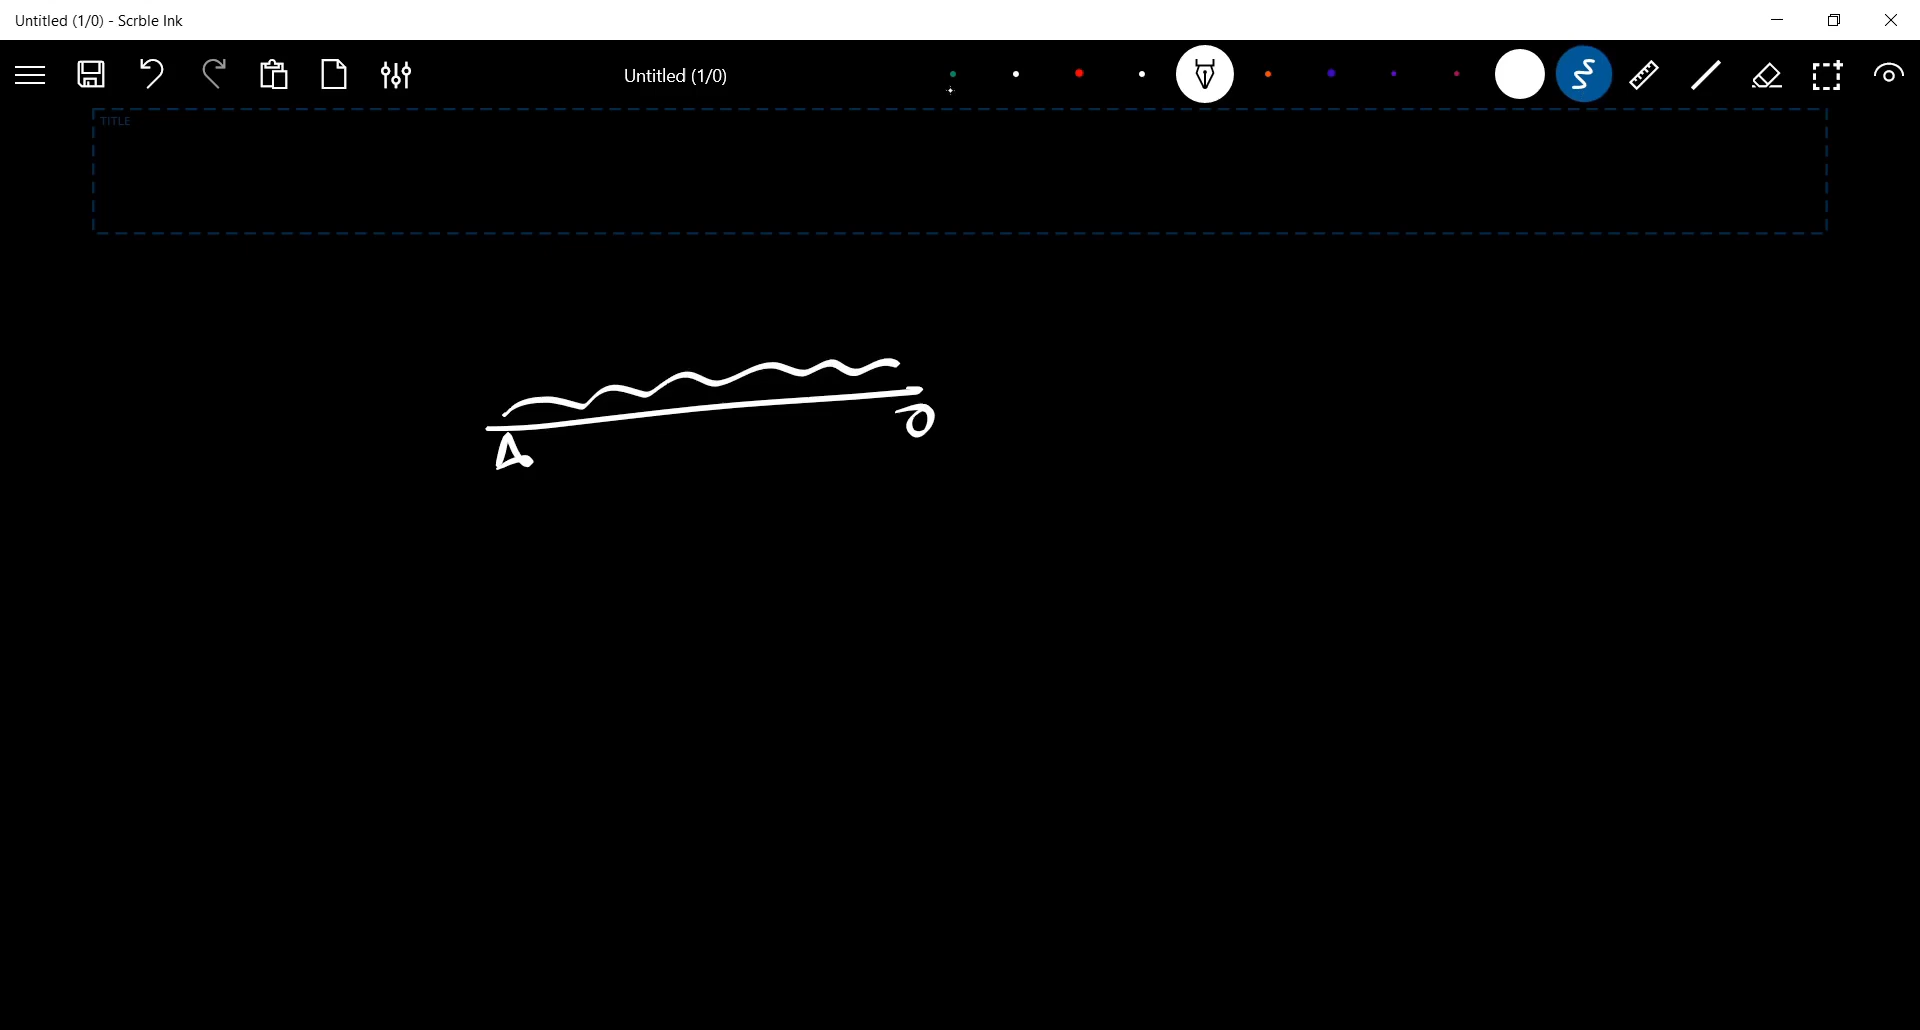 Untitled (1/0) - Scrble Ink
Untitled (1/0)
TITLE
A